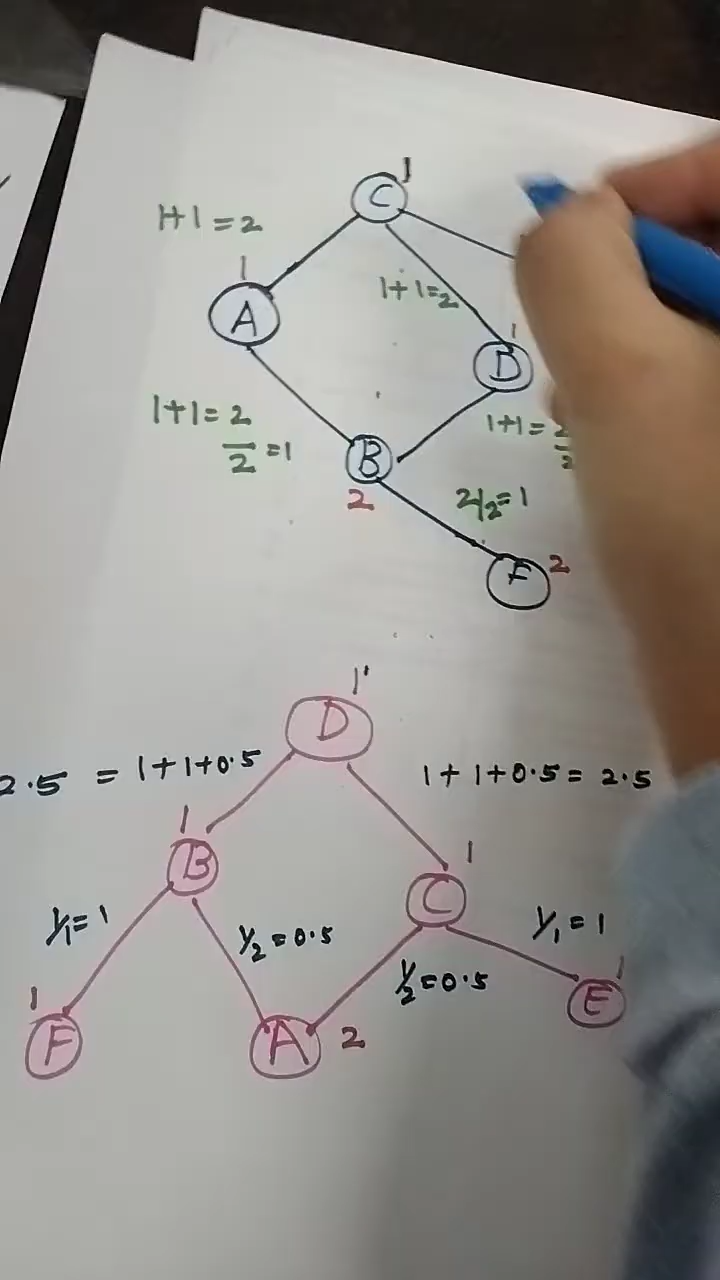 1
C
1+1=2
1
1+1=2
A
1
D
1+1=2
2
=1
1+1=
B
2
2/2=1
F
2
1
D
2.5 = 1+1+0.5
1+1+0.5=2.5
1
B
1
C
1/1=1
1/2=0.5
1/1=1
1/2=0.5
1
E
1
F
A
2